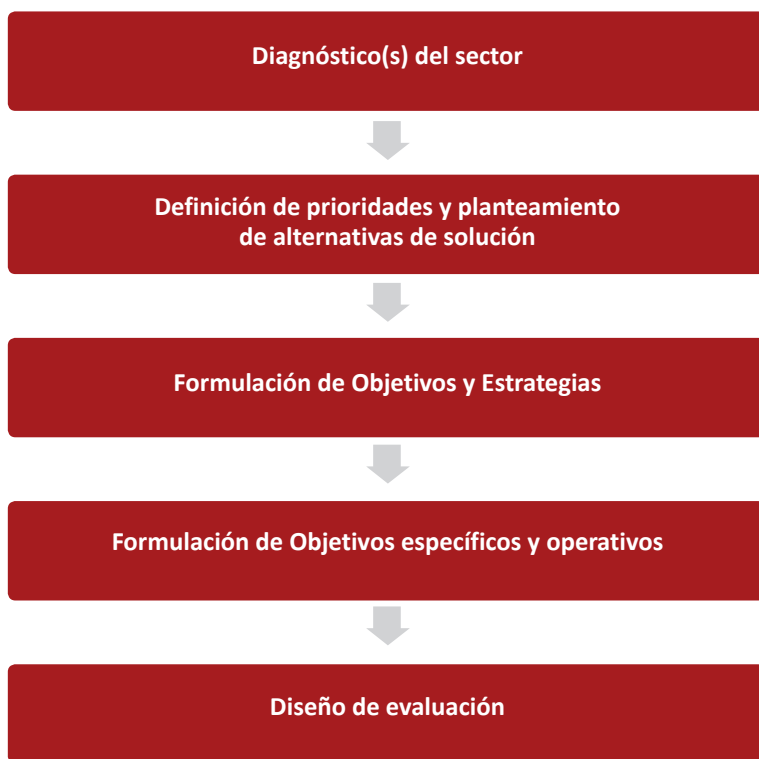 Diagnóstico(s) del sector
Definición de prioridades y planteamiento
de alternativas de solución
Formulación de Objetivos y Estrategias
Formulación de Objetivos específicos y operativos
Diseño de evaluación